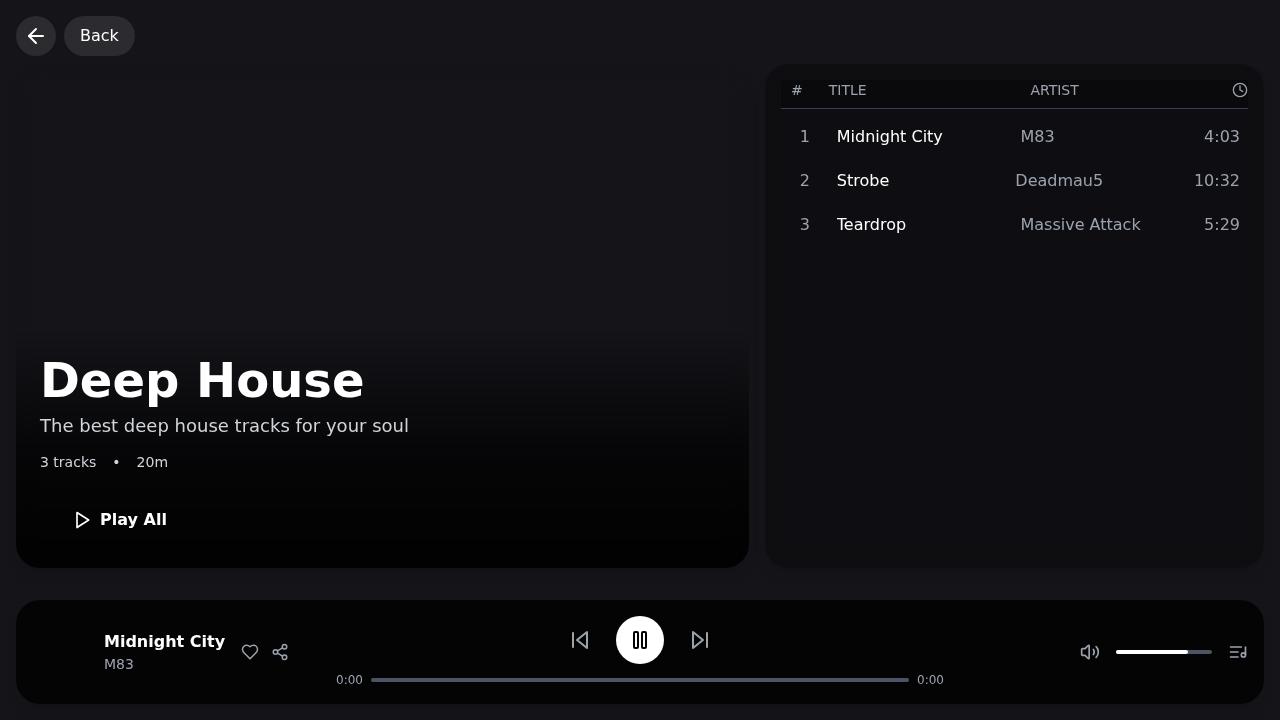 Back
Deep House
The best deep house tracks for your soul
3 tracks • 20m
Play All
# TITLE ARTIST
1 Midnight City M83 4:03
2 Strobe Deadmau5 10:32
3 Teardrop Massive Attack 5:29
Midnight City
M83
0:00 0:00